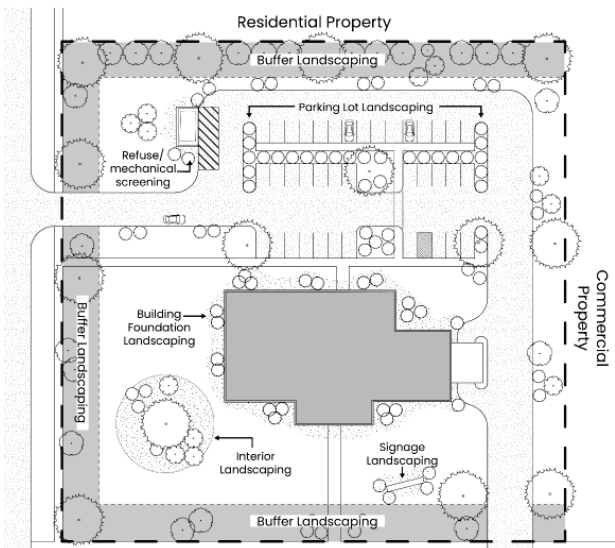 Residential Property
Buffer Landscaping
Parking Lot Landscaping
Refuse/
mechanical
screening
Commercial
Property
Building
Foundation
Landscaping
Buffer Landscaping
Interior
Landscaping
Signage
Landscaping
Buffer Landscaping